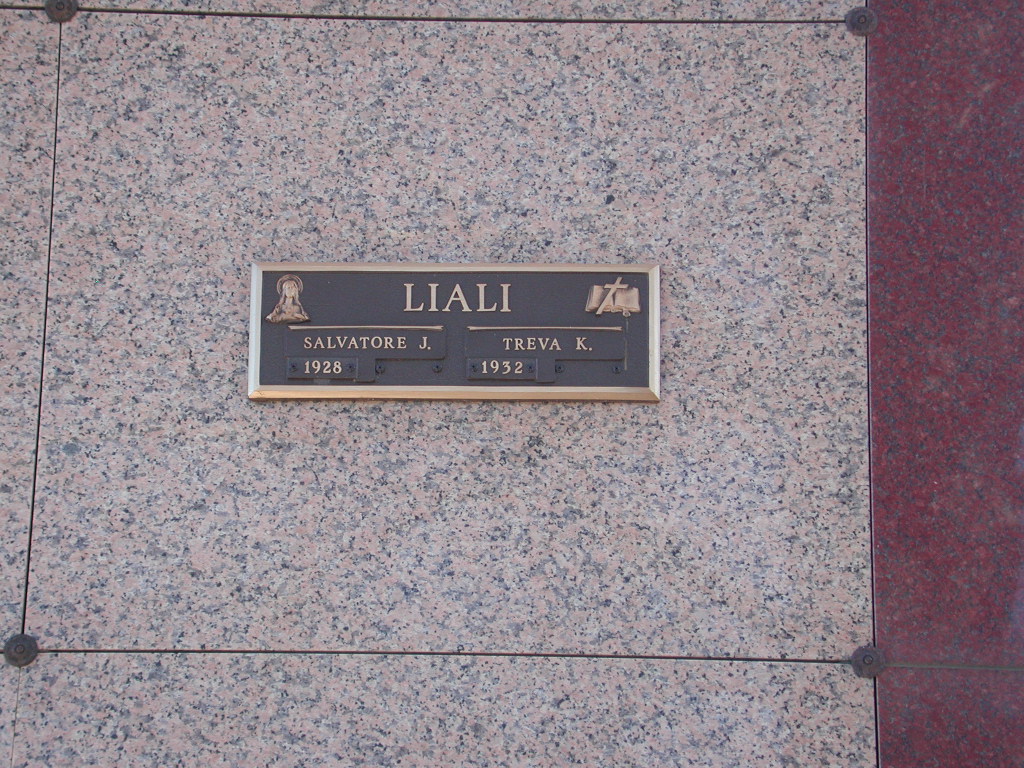 LIALI
SALVATORE J. TREVA K.
1928 1932